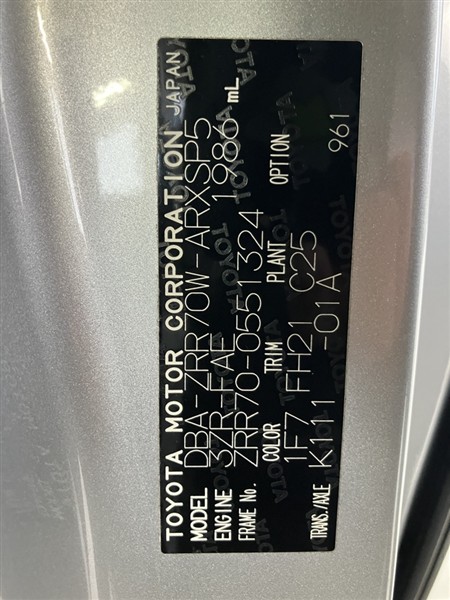 TOYOTA MOTOR CORPORATION JAPAN
MODEL DBA-ZRR70W-ARXSP5
ENGINE 3ZR-FAE 1986 mL
FRAME No. ZRR70-0551324
COLOR TRIM PLANT OPTION
1F7 FH21 C25
TRANS./AXLE K111 -01A 961